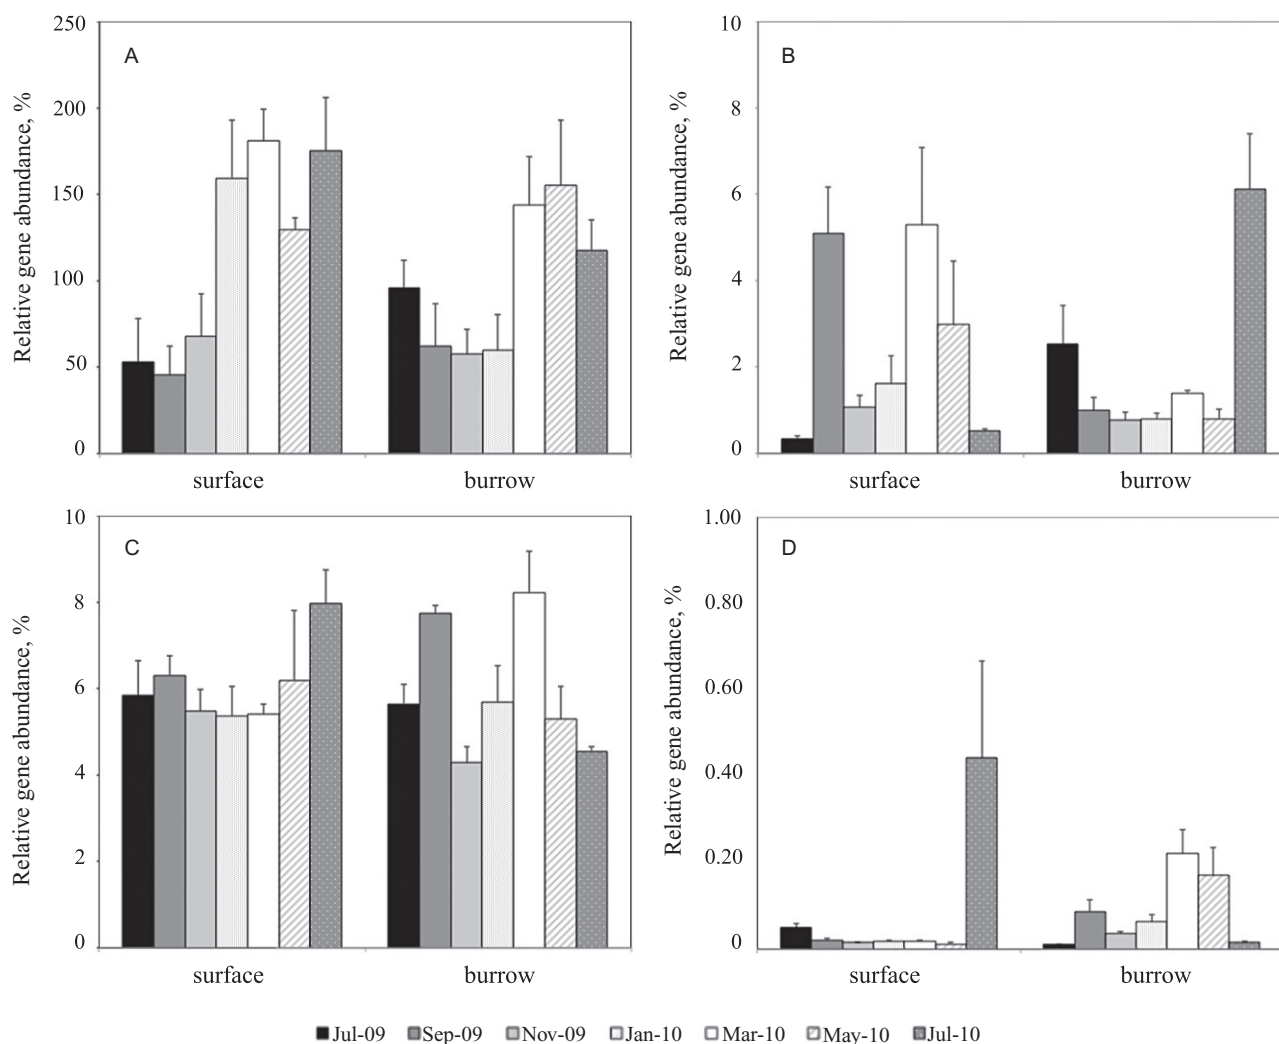 A
Relative gene abundance, %
250
200
150
100
50
0
surface burrow
B
Relative gene abundance, %
10
8
6
4
2
0
surface burrow
C
Relative gene abundance, %
10
8
6
4
2
0
surface burrow
D
Relative gene abundance, %
1.00
0.80
0.60
0.40
0.20
0
surface burrow
Jul-09 Sep-09 Nov-09 Jan-10 Mar-10 May-10 Jul-10